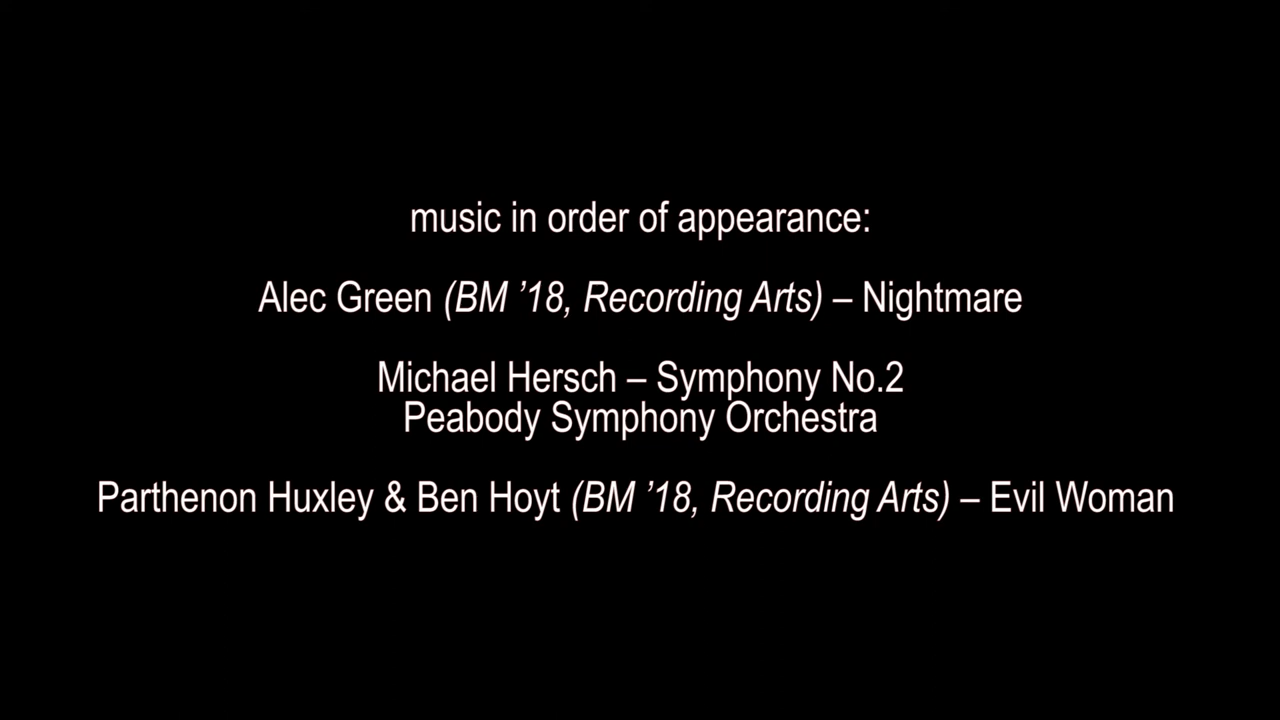 music in order of appearance:
Alec Green (BM ’18, Recording Arts) – Nightmare
Michael Hersch – Symphony No.2
Peabody Symphony Orchestra
Parthenon Huxley & Ben Hoyt (BM ’18, Recording Arts) – Evil Woman